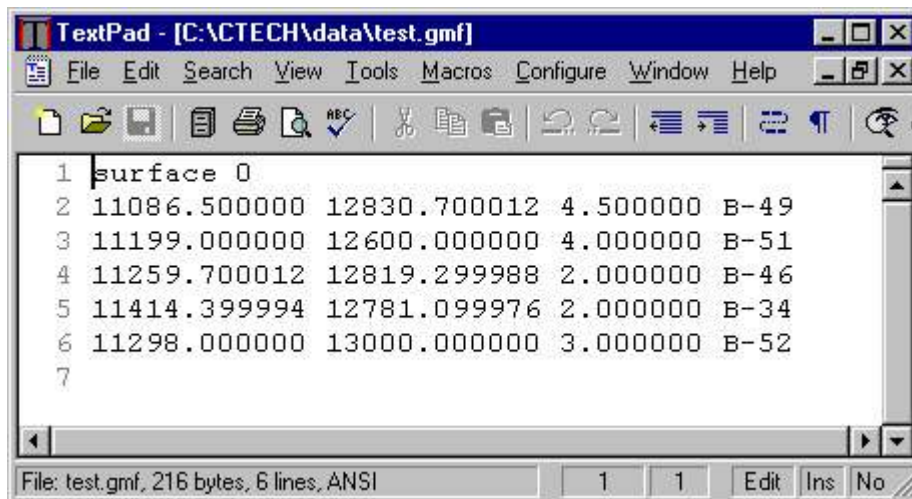 TextPad - [C:\CTECH\data\test.gmf]
File Edit Search View Tools Macros Configure Window Help
ABC
1 surface 0
2 11086.500000 12830.700012 4.500000 B-49
3 11199.000000 12600.000000 4.000000 B-51
4 11259.700012 12819.299988 2.000000 B-46
5 11414.399994 12781.099976 2.000000 B-34
6 11298.000000 13000.000000 3.000000 B-52
7
File: test.gmf, 216 bytes, 6 lines, ANSI 1 1 Edit Ins No